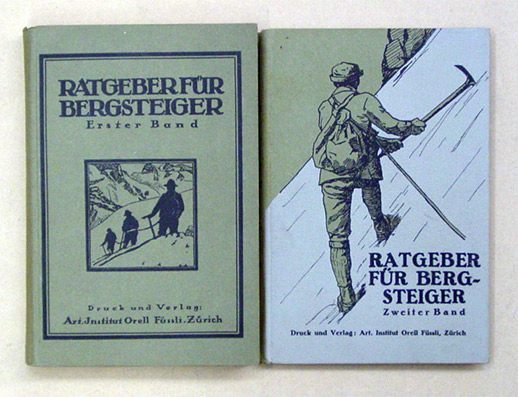 RATGEBER FÜR
BERGSTEIGER
Erster Band
Druck und Verlag:
Art. Institut Orell Füssli. Zürich
RATGEBER
FÜR BERG-
STEIGER
Zweiter Band
Druck und Verlag: Art. Institut Orell Füssli, Zürich